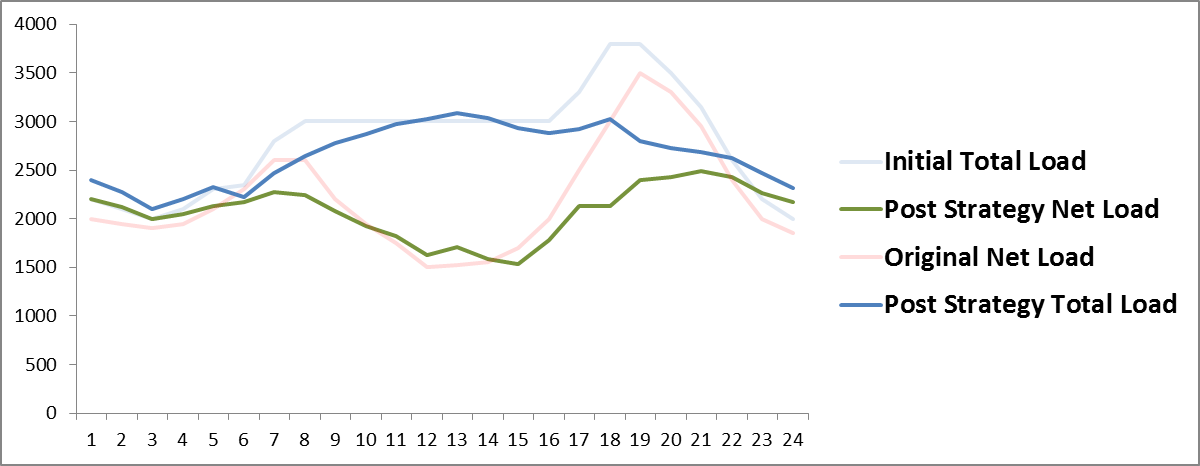 4000
3500
3000
2500
2000
1500
1000
500
0
1 2 3 4 5 6 7 8 9 10 11 12 13 14 15 16 17 18 19 20 21 22 23 24
Initial Total Load
Post Strategy Net Load
Original Net Load
Post Strategy Total Load